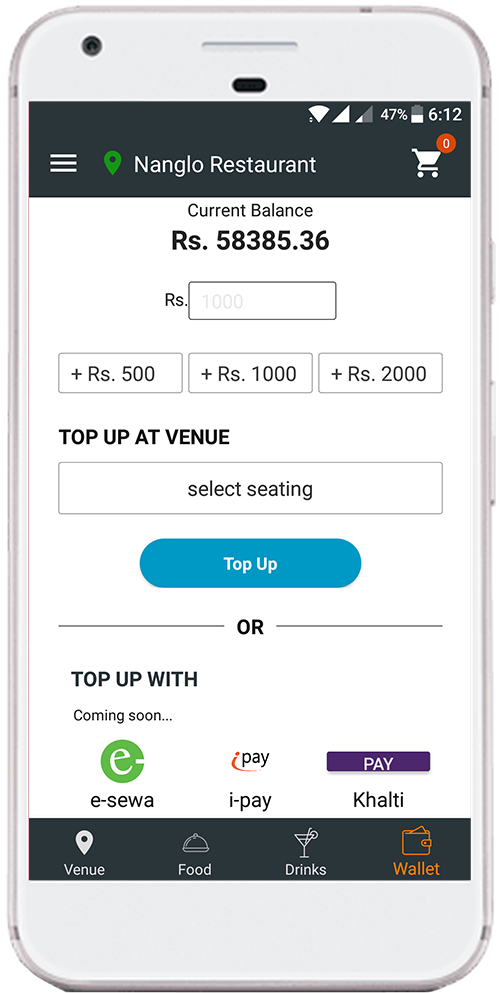 47% 6:12
Nanglo Restaurant 0
Current Balance
Rs. 58385.36
Rs. 1000
+ Rs. 500 + Rs. 1000 + Rs. 2000
TOP UP AT VENUE
select seating
Top Up
OR
TOP UP WITH
Coming soon...
e- ipay PAY
e-sewa i-pay Khalti
Venue Food Drinks Wallet